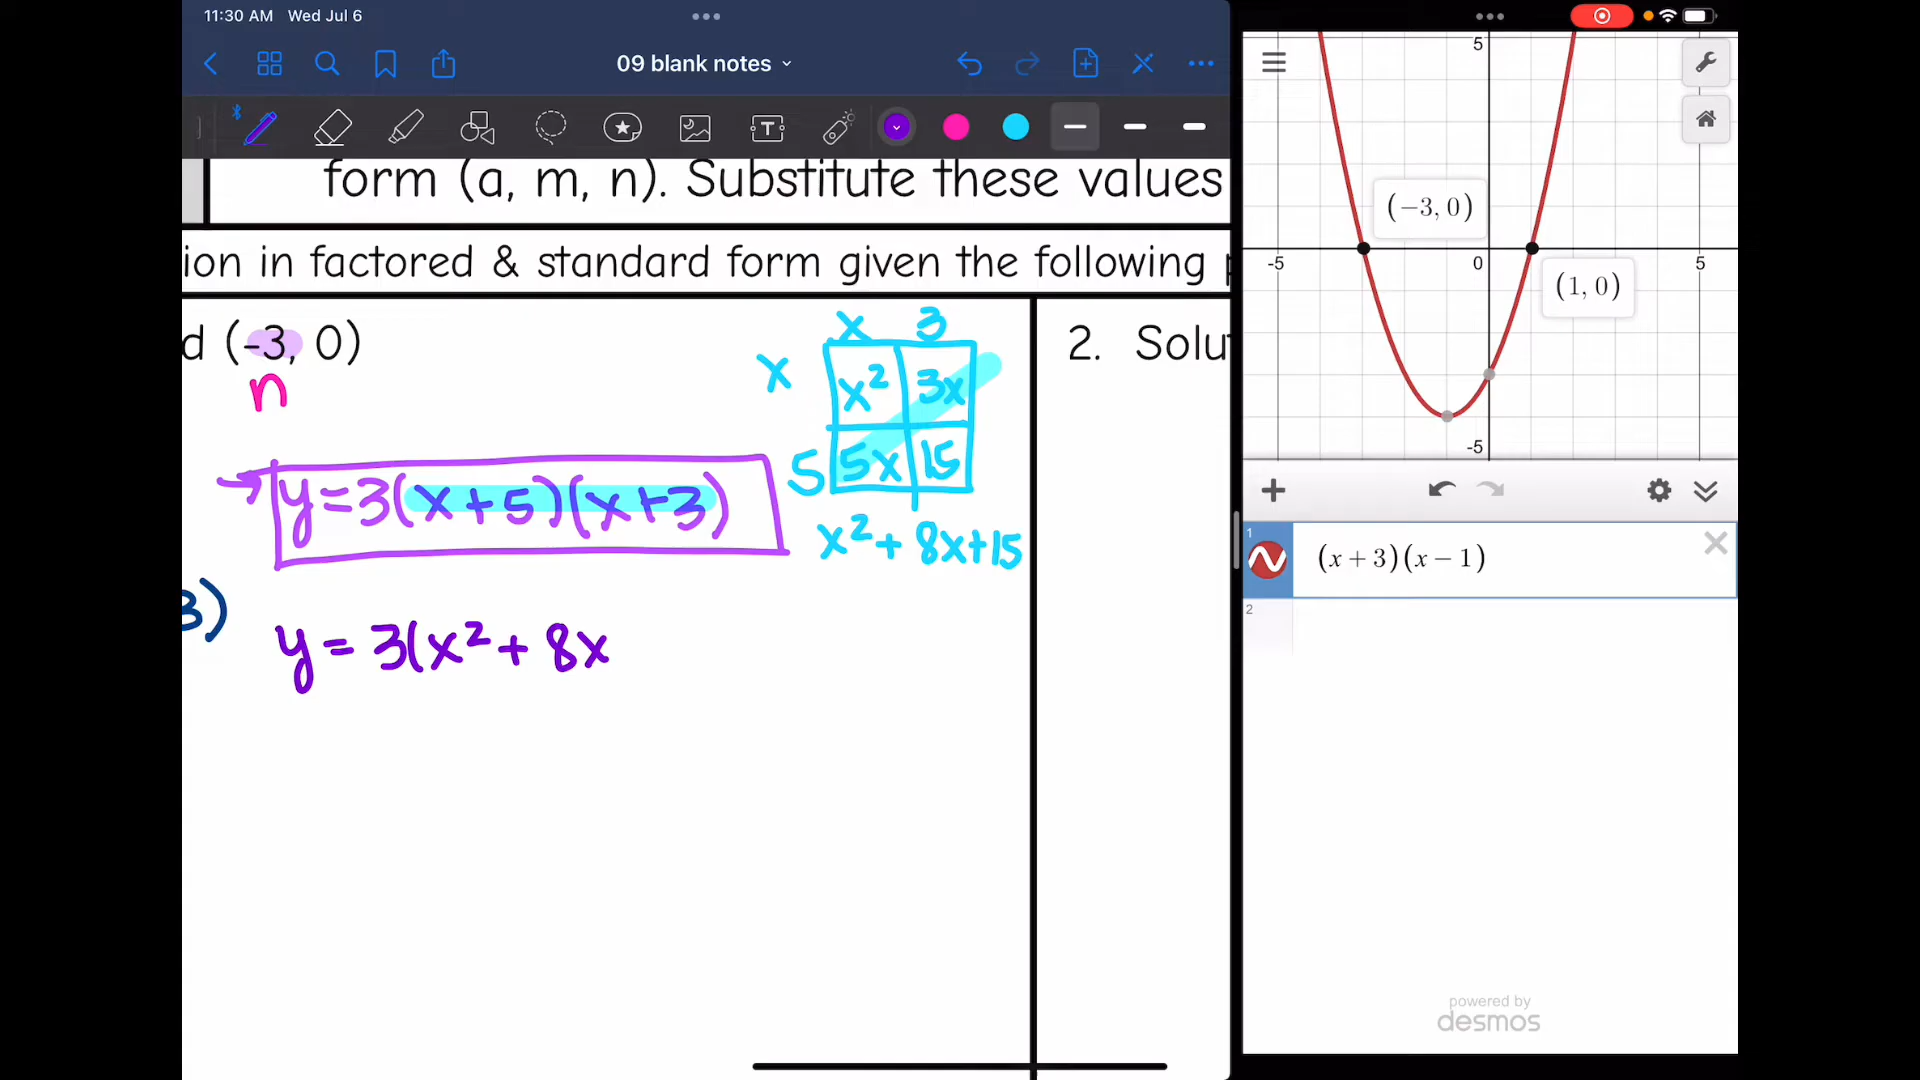 11:30 AM Wed Jul 6
09 blank notes
form (a, m, n). Substitute these values
ion in factored & standard form given the following
d (-3, 0)
n
x 3
x x² 3x
5 5x 15
x² + 8x + 15
y = 3(x + 5)(x + 3)
3)
y = 3(x² + 8x
2. Solu
5
(−3, 0)
-5 0 5
(1, 0)
-5
1
(x + 3)(x − 1)
2
powered by
desmos